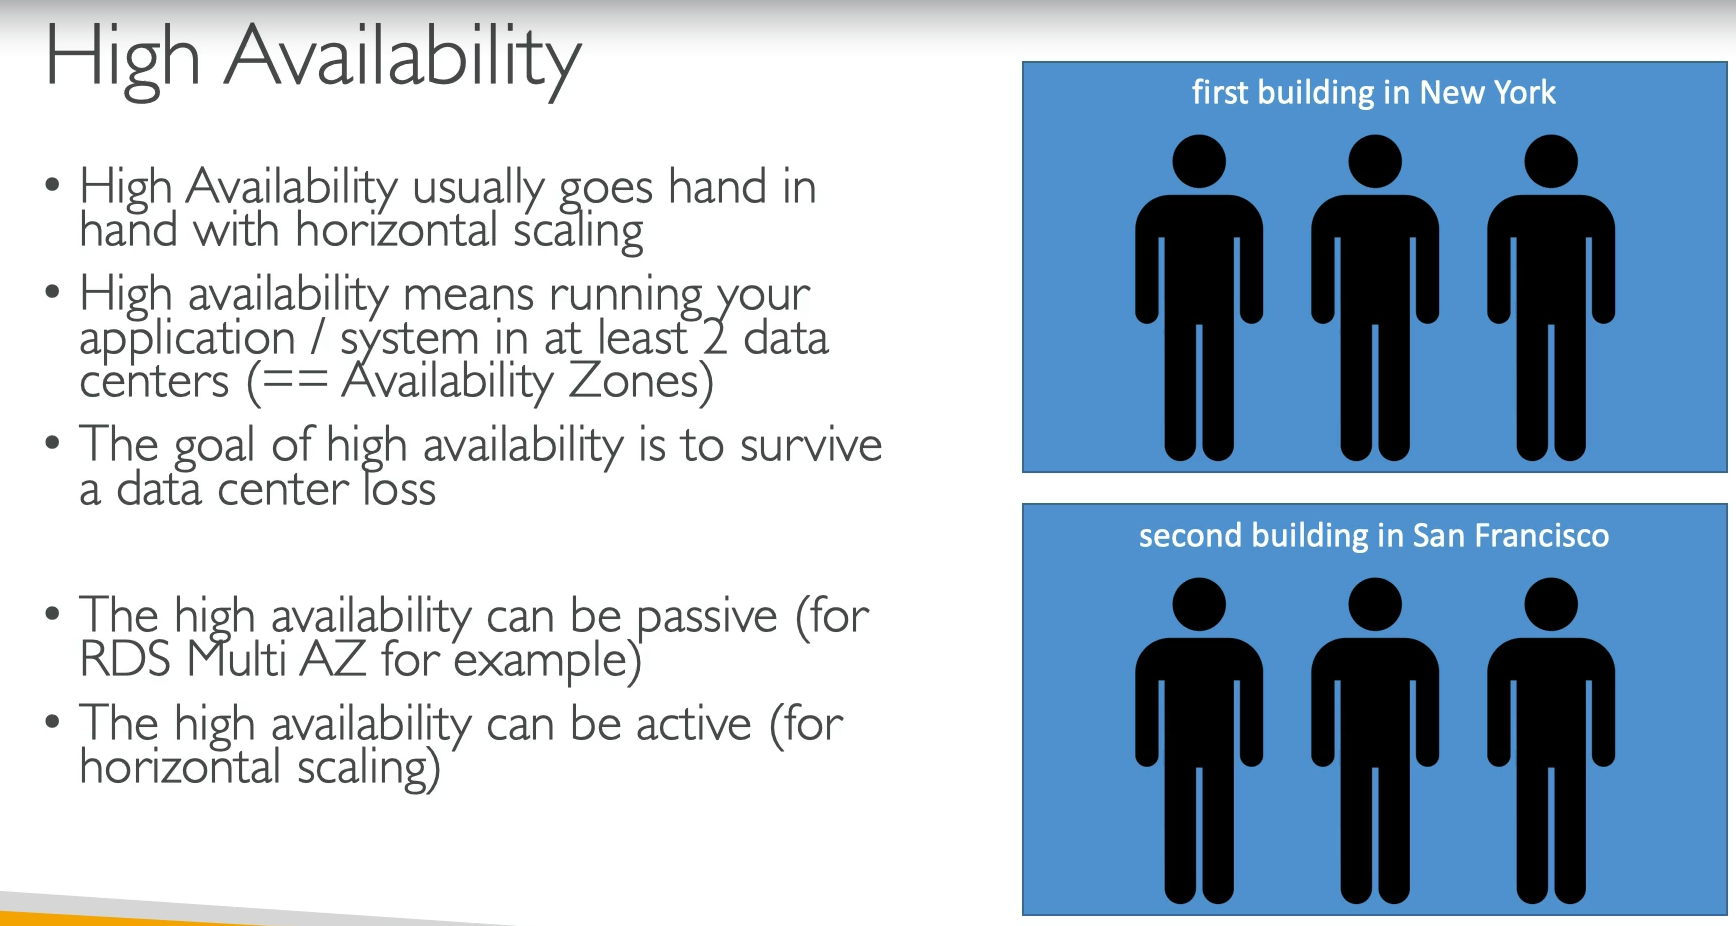 High Availability
• High Availability usually goes hand in
hand with horizontal scaling
• High availability means running your
application / system in at least 2 data
centers (== Availability Zones)
• The goal of high availability is to survive
a data center loss
• The high availability can be passive (for
RDS Multi AZ for example)
• The high availability can be active (for
horizontal scaling)
first building in New York
second building in San Francisco